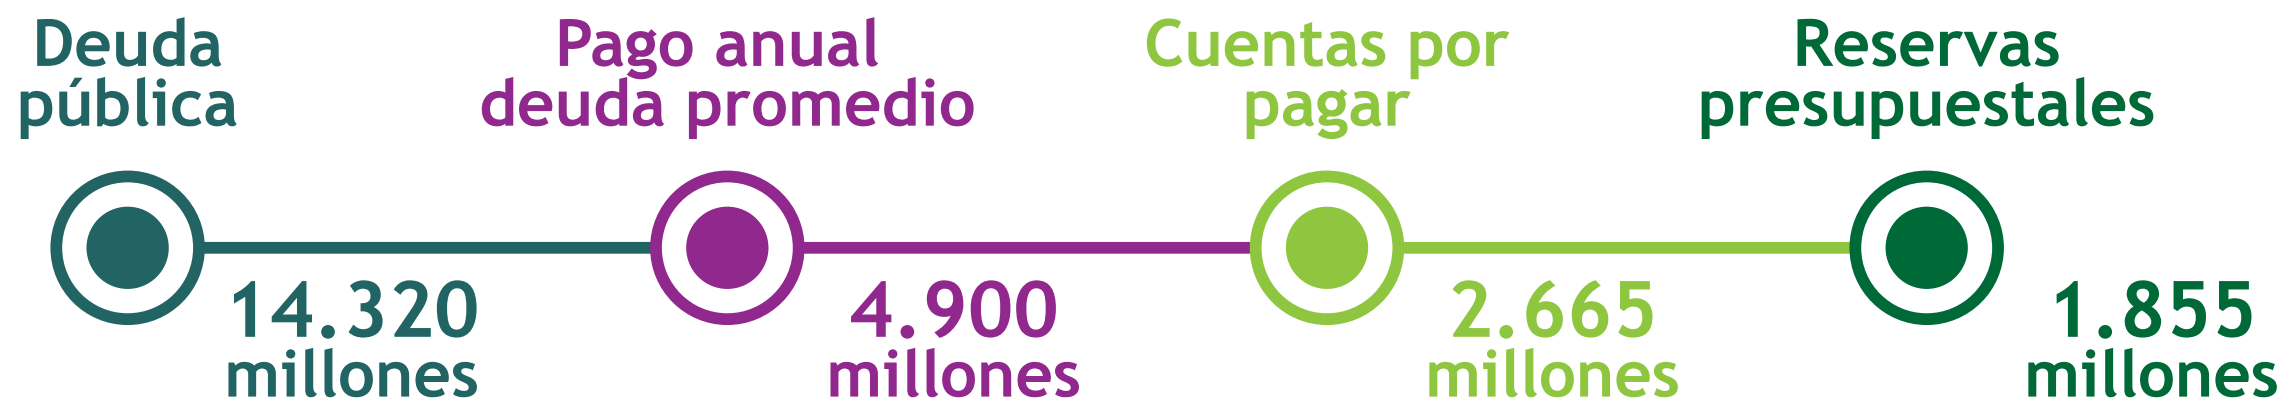 Deuda
pública
14.320
millones
Pago anual
deuda promedio
4.900
millones
Cuentas por
pagar
2.665
millones
Reservas
presupuestales
1.855
millones